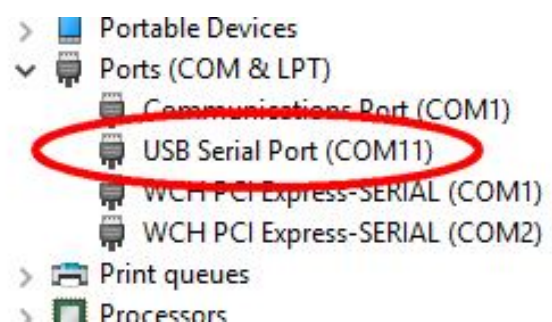 Portable Devices
Ports (COM & LPT)
Communications Port (COM1)
USB Serial Port (COM11)
WCH PCI Express-SERIAL (COM1)
WCH PCI Express-SERIAL (COM2)
Print queues
Processors